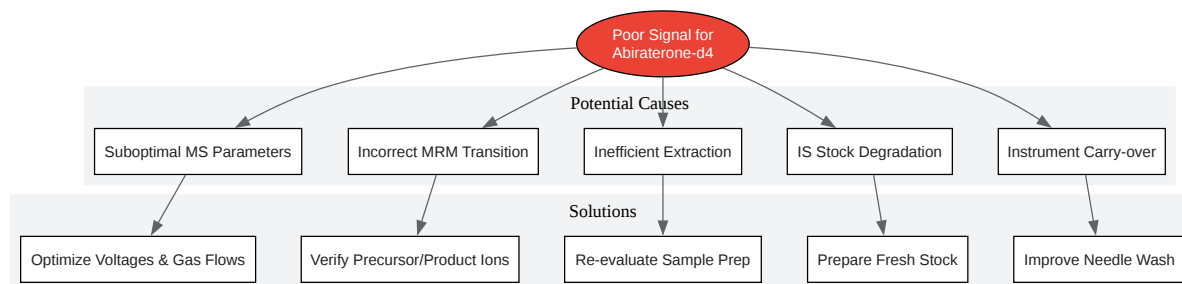 Poor Signal for
Abiraterone-d4
Potential Causes
Suboptimal MS Parameters
Incorrect MRM Transition
Inefficient Extraction
IS Stock Degradation
Instrument Carry-over
Solutions
Optimize Voltages & Gas Flows
Verify Precursor/Product Ions
Re-evaluate Sample Prep
Prepare Fresh Stock
Improve Needle Wash